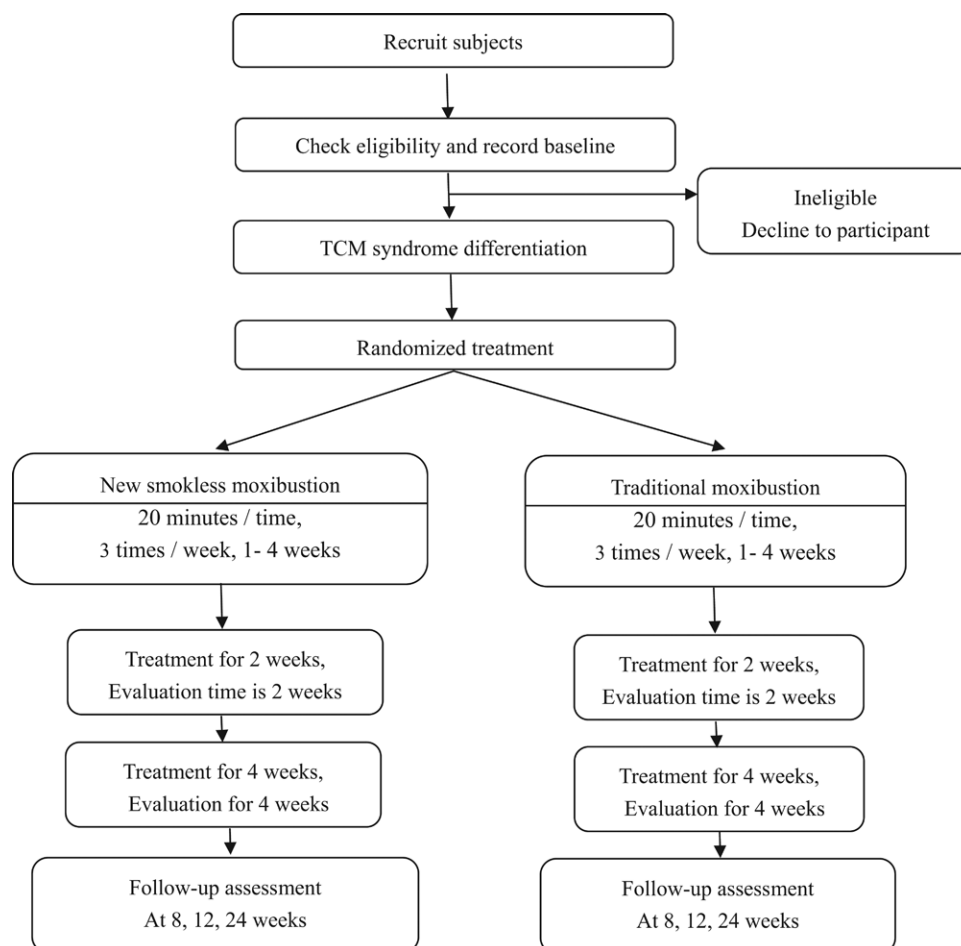 Recruit subjects
Check eligibility and record baseline
Ineligible
Decline to participant
TCM syndrome differentiation
Randomized treatment
New smokless moxibustion
20 minutes / time,
3 times / week, 1- 4 weeks
Traditional moxibustion
20 minutes / time,
3 times / week, 1- 4 weeks
Treatment for 2 weeks,
Evaluation time is 2 weeks
Treatment for 2 weeks,
Evaluation time is 2 weeks
Treatment for 4 weeks,
Evaluation for 4 weeks
Treatment for 4 weeks,
Evaluation for 4 weeks
Follow-up assessment
At 8, 12, 24 weeks
Follow-up assessment
At 8, 12, 24 weeks